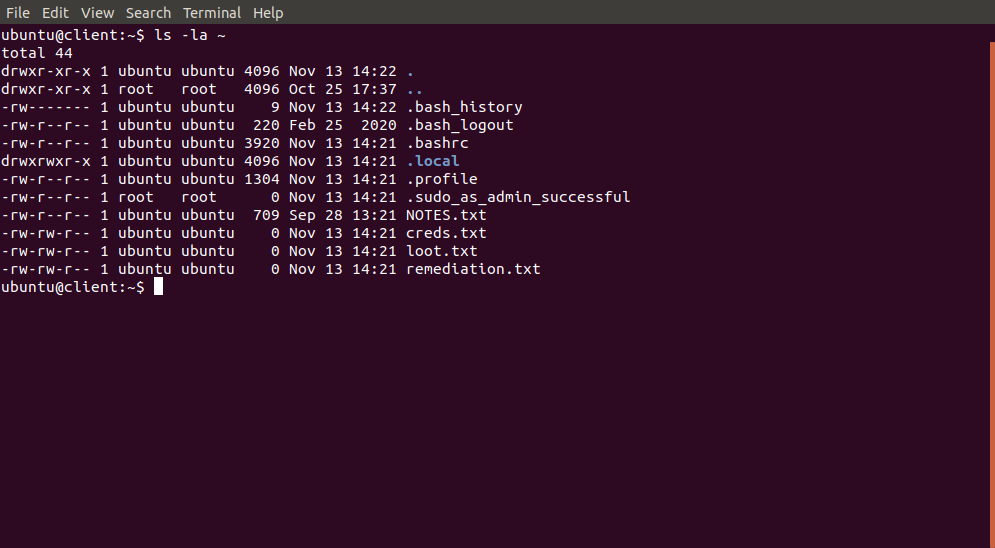 File Edit View Search Terminal Help
ubuntu@client:~$ ls -la ~
total 44
drwxr-xr-x 1 ubuntu ubuntu 4096 Nov 13 14:22 .
drwxr-xr-x 1 root   root   4096 Oct 25 17:37 ..
-rw------- 1 ubuntu ubuntu    9 Nov 13 14:22 .bash_history
-rw-r--r-- 1 ubuntu ubuntu  220 Feb 25  2020 .bash_logout
-rw-r--r-- 1 ubuntu ubuntu 3920 Nov 13 14:21 .bashrc
drwxrwxr-x 1 ubuntu ubuntu 4096 Nov 13 14:21 .local
-rw-r--r-- 1 ubuntu ubuntu 1304 Nov 13 14:21 .profile
-rw-r--r-- 1 root   root      0 Nov 13 14:21 .sudo_as_admin_successful
-rw-r--r-- 1 ubuntu ubuntu  709 Sep 28 13:21 NOTES.txt
-rw-rw-r-- 1 ubuntu ubuntu    0 Nov 13 14:21 creds.txt
-rw-rw-r-- 1 ubuntu ubuntu    0 Nov 13 14:21 loot.txt
-rw-rw-r-- 1 ubuntu ubuntu    0 Nov 13 14:21 remediation.txt
ubuntu@client:~$